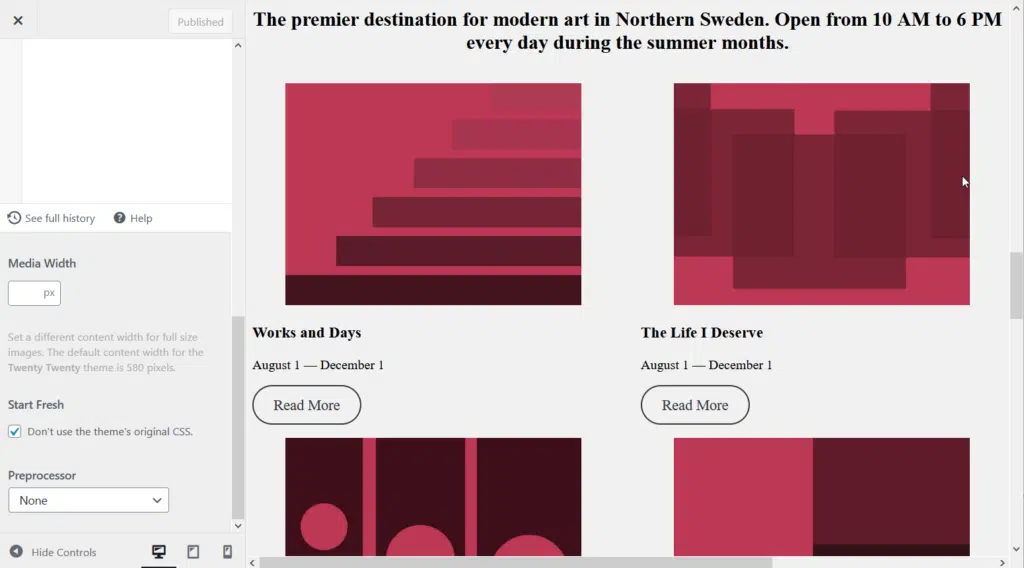 Published
See full history
Help
Media Width
px
Set a different content width for full size
images. The default content width for the
Twenty Twenty theme is 580 pixels.
Start Fresh
Don't use the theme's original CSS.
Preprocessor
None
Hide Controls
The premier destination for modern art in Northern Sweden. Open from 10 AM to 6 PM
every day during the summer months.
Works and Days
August 1 — December 1
Read More
The Life I Deserve
August 1 — December 1
Read More